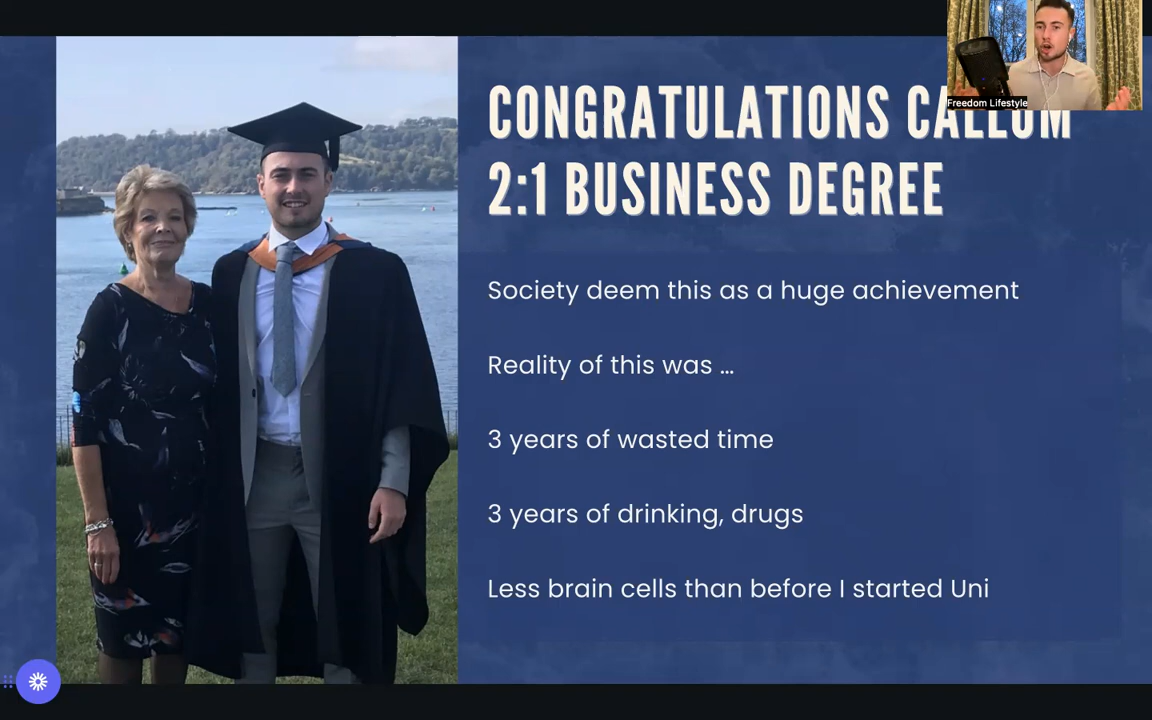 Freedom Lifestyle
CONGRATULATIONS CALLUM
2:1 BUSINESS DEGREE
Society deem this as a huge achievement
Reality of this was ...
3 years of wasted time
3 years of drinking, drugs
Less brain cells than before I started Uni